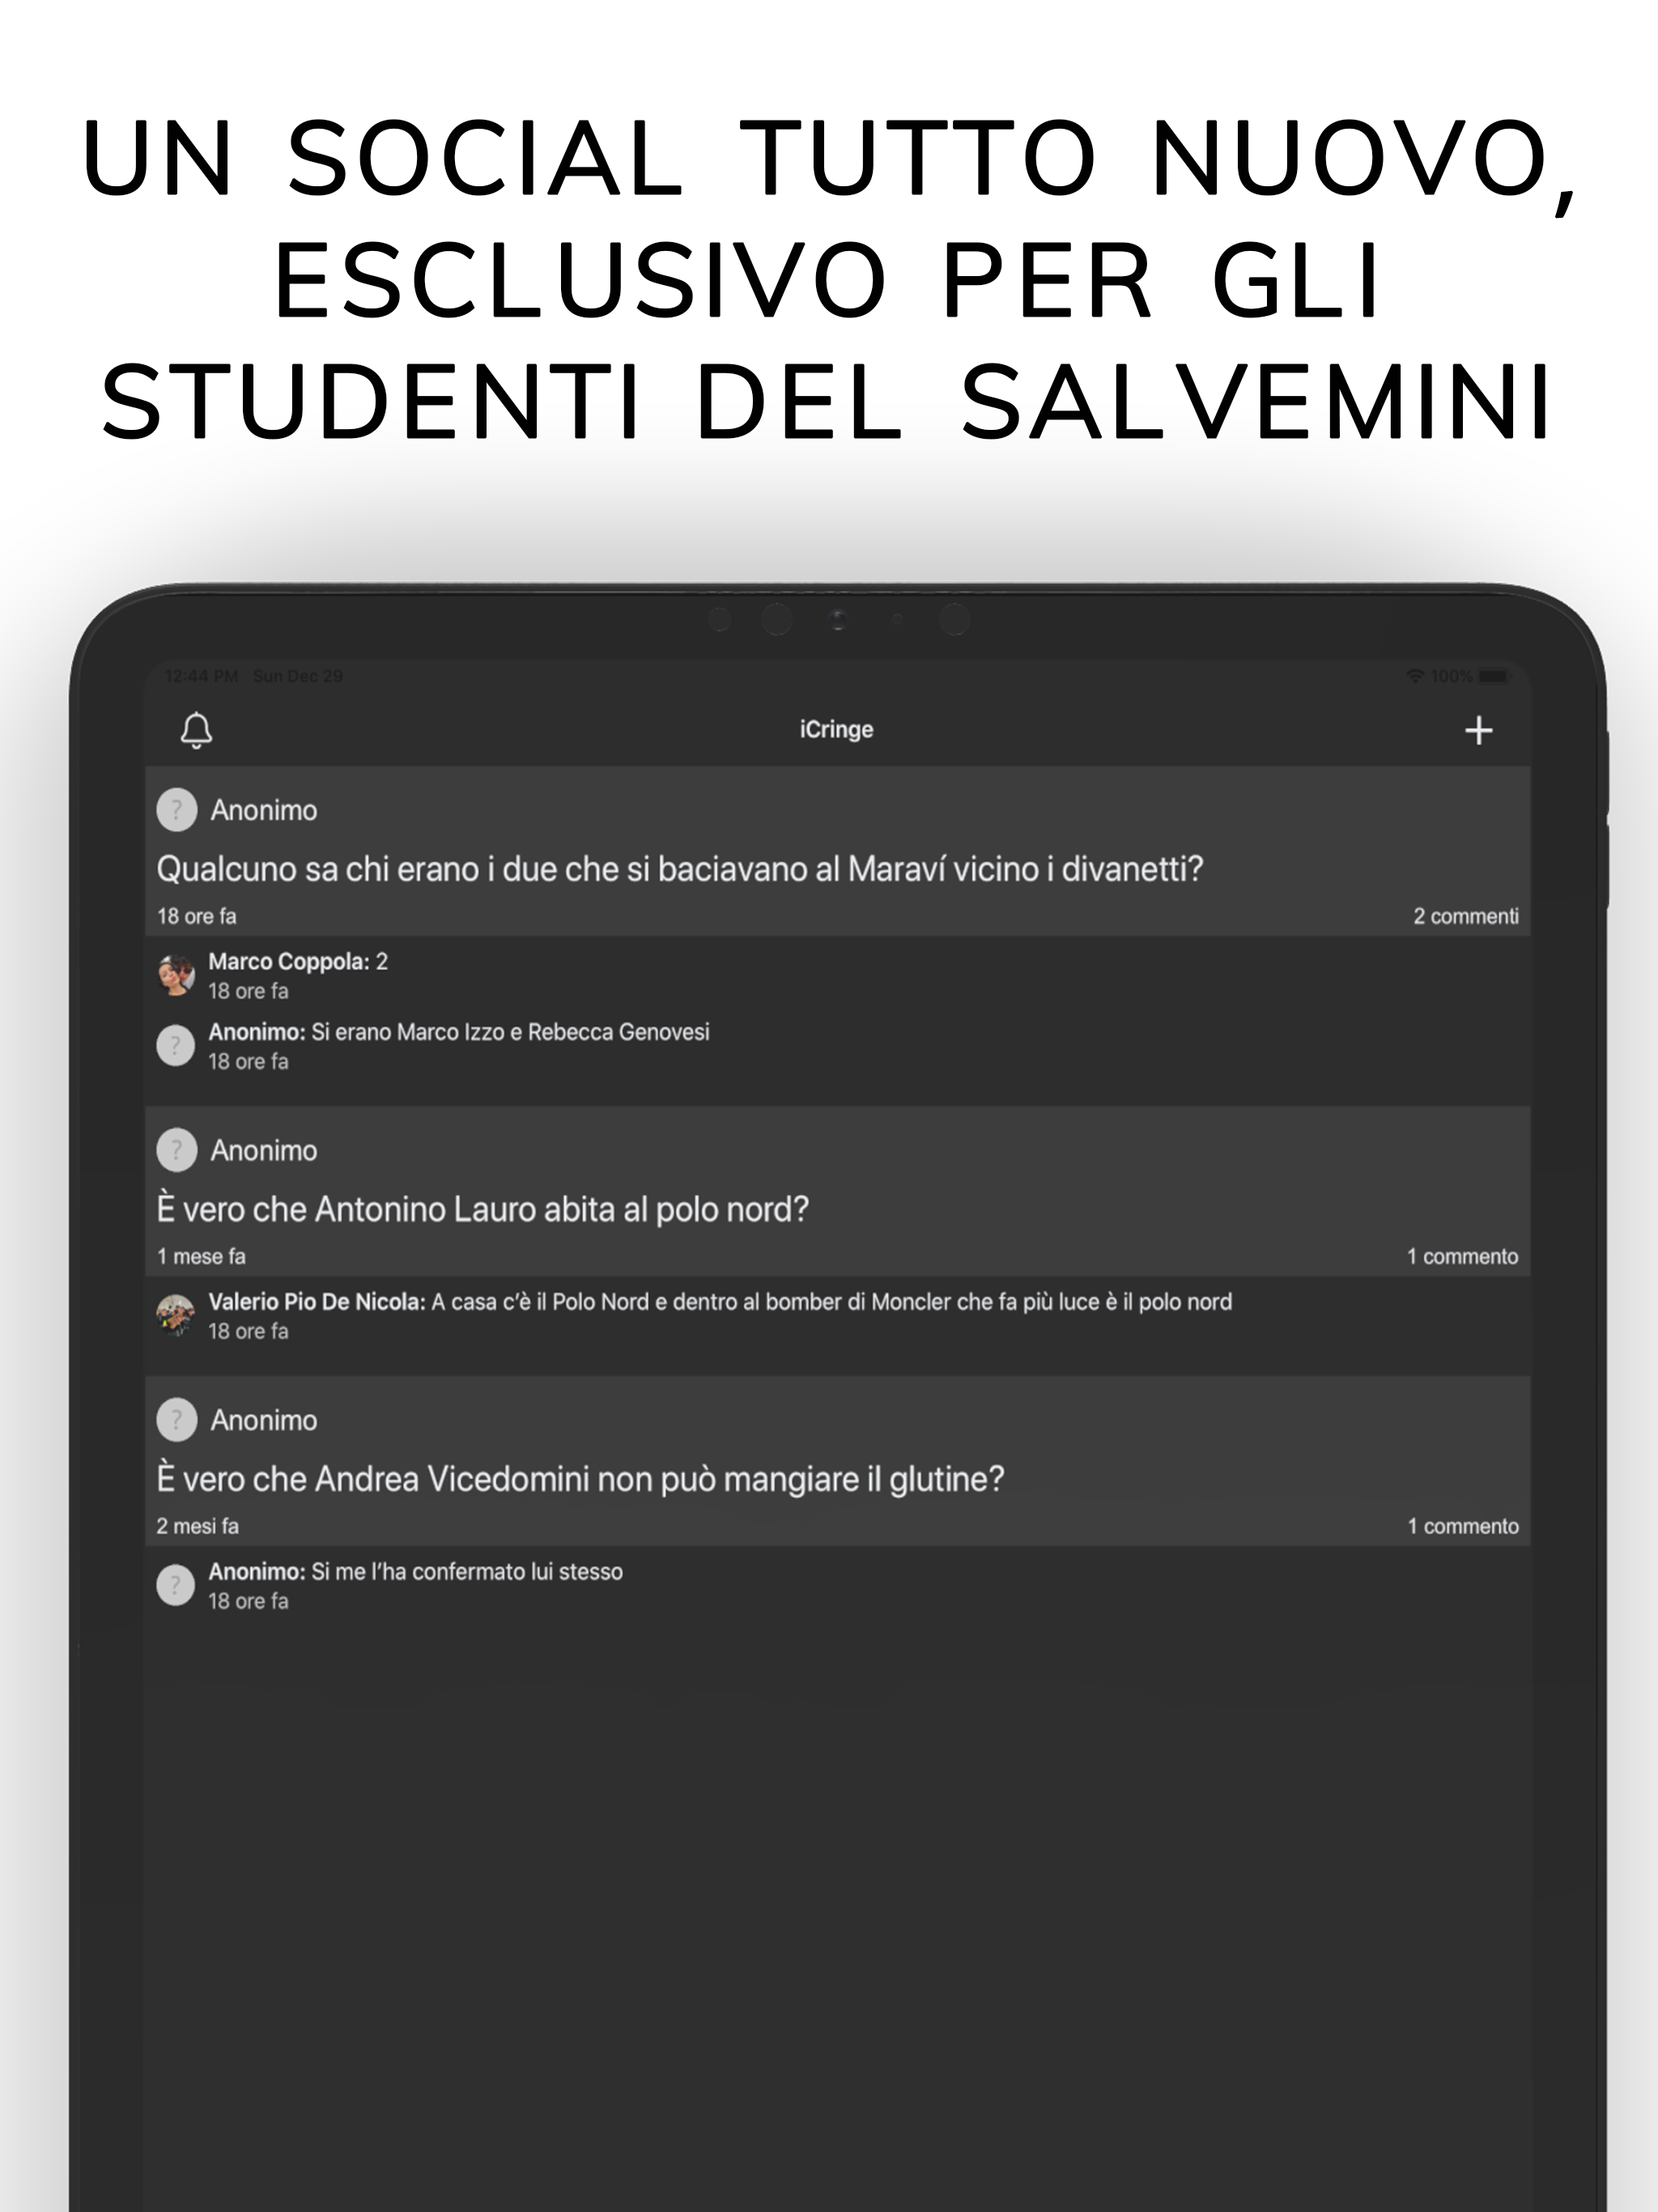 UN SOCIAL TUTTO NUOVO,
ESCLUSIVO PER GLI
STUDENTI DEL SALVEMINI
12:44 PM Sun Dec 29 100%
iCringe
? Anonimo
Qualcuno sa chi erano i due che si baciavano al Maraví vicino i divanetti?
18 ore fa 2 commenti
Marco Coppola: 2
18 ore fa
? Anonimo: Si erano Marco Izzo e Rebecca Genovesi
18 ore fa
? Anonimo
È vero che Antonino Lauro abita al polo nord?
1 mese fa 1 commento
Valerio Pio De Nicola: A casa c'è il Polo Nord e dentro al bomber di Moncler che fa più luce è il polo nord
18 ore fa
? Anonimo
È vero che Andrea Vicedomini non può mangiare il glutine?
2 mesi fa 1 commento
? Anonimo: Si me l'ha confermato lui stesso
18 ore fa